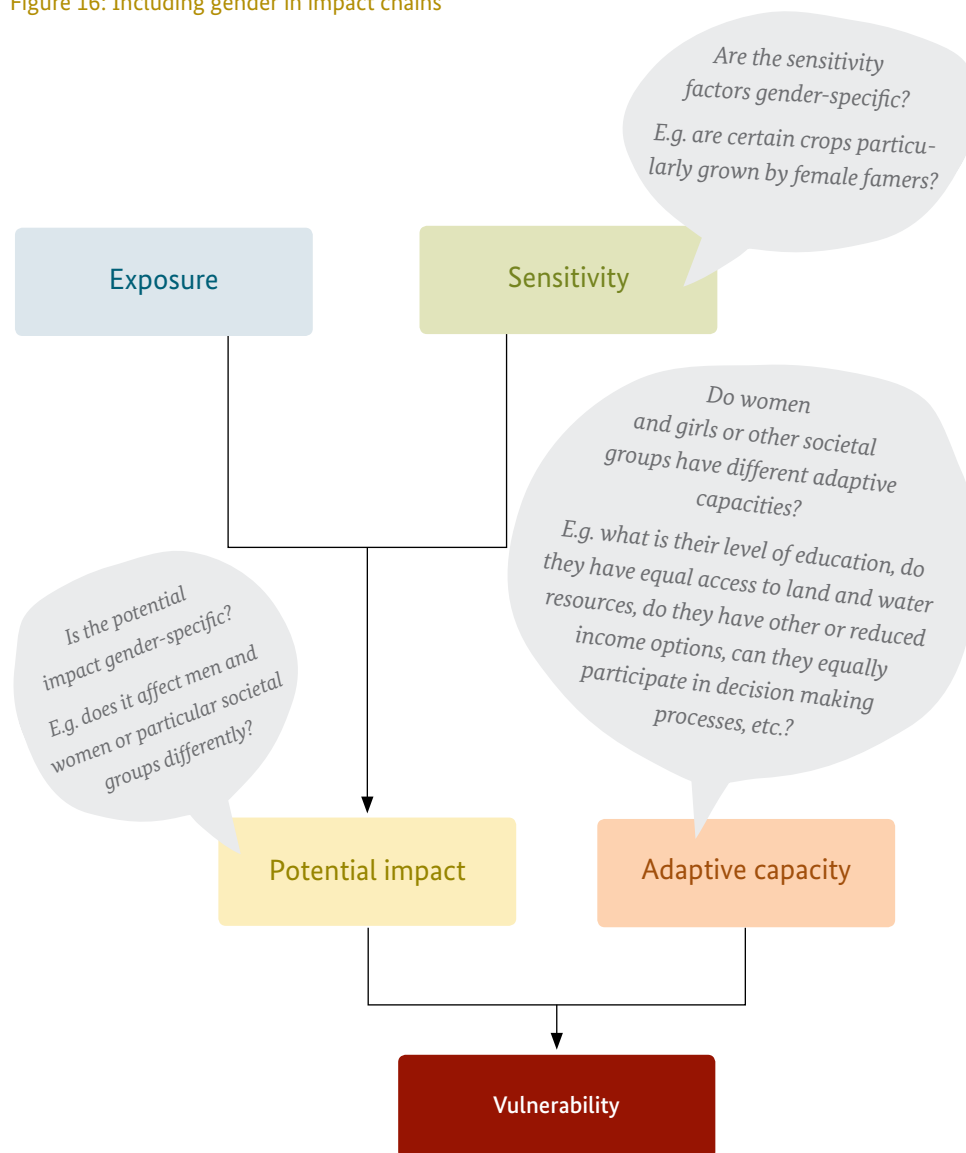 Figure 16: Including gender in impact chains
Are the sensitivity
factors gender-specific?
E.g. are certain crops particu-
larly grown by female famers?
Exposure
Sensitivity
Do women
and girls or other societal
groups have different adaptive
capacities?
E.g. what is their level of education, do
they have equal access to land and water
resources, do they have other or reduced
income options, can they equally
participate in decision making
processes, etc.?
Is the potential
impact gender-specific?
E.g. does it affect men and
women or particular societal
groups differently?
Potential impact
Adaptive capacity
Vulnerability